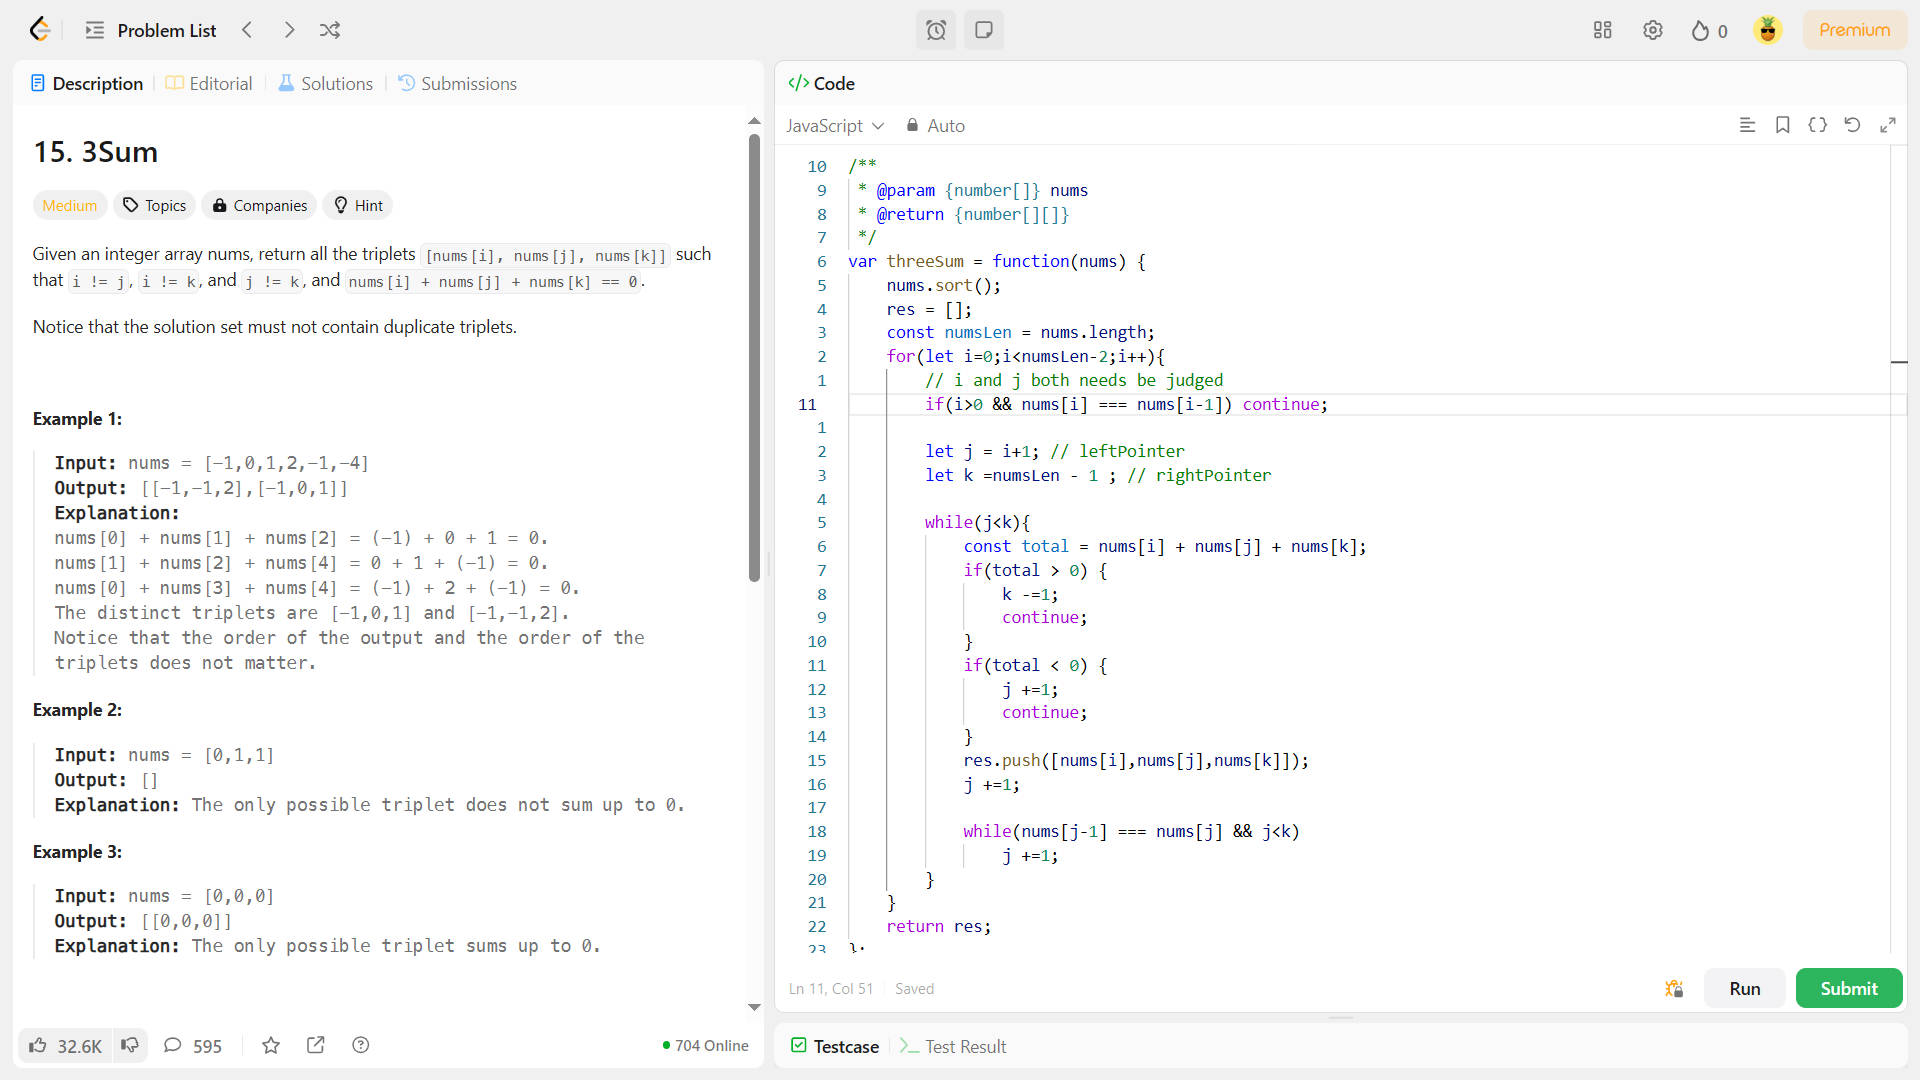 Problem List
0
Premium
Description
Editorial
Solutions
Submissions
15. 3Sum
Medium
Topics
Companies
Hint
Given an integer array nums, return all the triplets [nums[i], nums[j], nums[k]] such
that i != j, i != k, and j != k, and nums[i] + nums[j] + nums[k] == 0.
Notice that the solution set must not contain duplicate triplets.
Example 1:
Input: nums = [-1,0,1,2,-1,-4]
Output: [[-1,-1,2],[-1,0,1]]
Explanation:
nums[0] + nums[1] + nums[2] = (-1) + 0 + 1 = 0.
nums[1] + nums[2] + nums[4] = 0 + 1 + (-1) = 0.
nums[0] + nums[3] + nums[4] = (-1) + 2 + (-1) = 0.
The distinct triplets are [-1,0,1] and [-1,-1,2].
Notice that the order of the output and the order of the
triplets does not matter.
Example 2:
Input: nums = [0,1,1]
Output: []
Explanation: The only possible triplet does not sum up to 0.
Example 3:
Input: nums = [0,0,0]
Output: [[0,0,0]]
Explanation: The only possible triplet sums up to 0.
32.6K
595
704 Online
</> Code
JavaScript
Auto
10 /**
9 * @param {number[]} nums
8 * @return {number[][]}
7 */
6 var threeSum = function(nums) {
5 nums.sort();
4 res = [];
3 const numsLen = nums.length;
2 for(let i=0;i<numsLen-2;i++){
1 // i and j both needs be judged
11 if(i>0 && nums[i] === nums[i-1]) continue;
1
2 let j = i+1; // leftPointer
3 let k =numsLen - 1 ; // rightPointer
4
5 while(j<k){
6 const total = nums[i] + nums[j] + nums[k];
7 if(total > 0) {
8 k -=1;
9 continue;
10 }
11 if(total < 0) {
12 j +=1;
13 continue;
14 }
15 res.push([nums[i],nums[j],nums[k]]);
16 j +=1;
17
18 while(nums[j-1] === nums[j] && j<k)
19 j +=1;
20 }
21 }
22 return res;
23 };
Ln 11, Col 51
Saved
Run
Submit
Testcase
Test Result